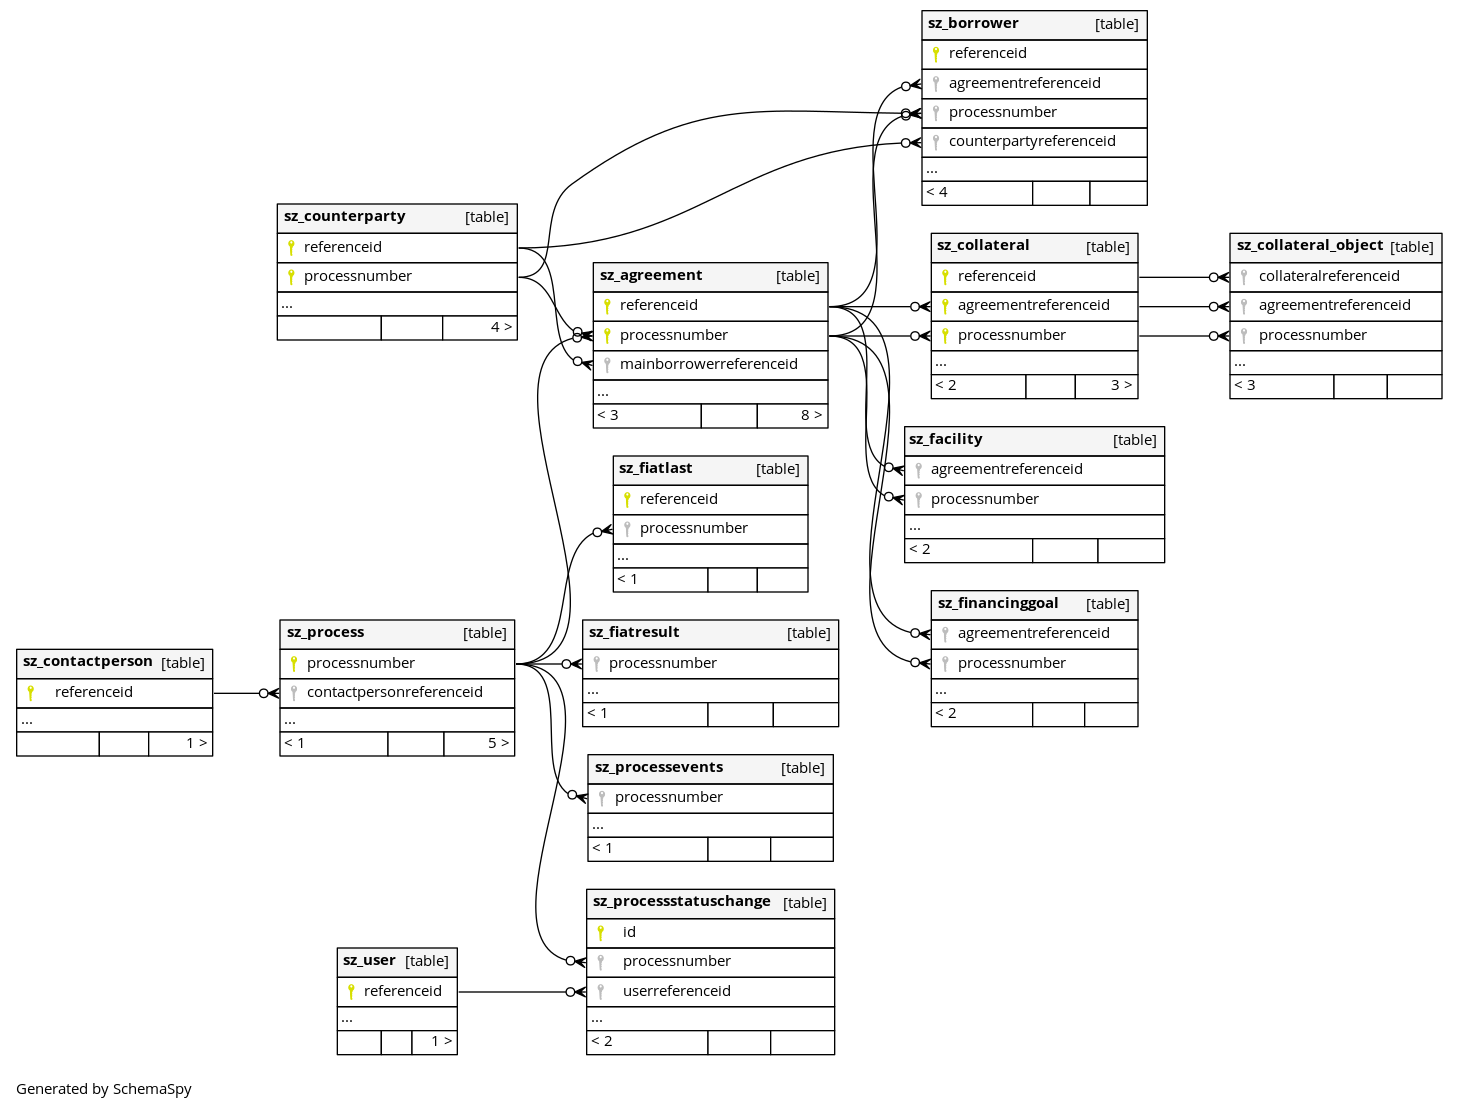 sz_borrower [table]
referenceid
agreementreferenceid
processnumber
counterpartyreferenceid
...
< 4
sz_counterparty [table]
referenceid
processnumber
...
4 >
sz_agreement [table]
referenceid
processnumber
mainborrowerreferenceid
...
< 3 8 >
sz_collateral [table]
referenceid
agreementreferenceid
processnumber
...
< 2 3 >
sz_collateral_object [table]
collateralreferenceid
agreementreferenceid
processnumber
...
< 3
sz_facility [table]
agreementreferenceid
processnumber
...
< 2
sz_fiatlast [table]
referenceid
processnumber
...
< 1
sz_financinggoal [table]
agreementreferenceid
processnumber
...
< 2
sz_contactperson [table]
referenceid
...
1 >
sz_process [table]
processnumber
contactpersonreferenceid
...
< 1 5 >
sz_fiatresult [table]
processnumber
...
< 1
sz_processevents [table]
processnumber
...
< 1
sz_processstatuschange [table]
id
processnumber
userreferenceid
...
< 2
sz_user [table]
referenceid
...
1 >
Generated by SchemaSpy